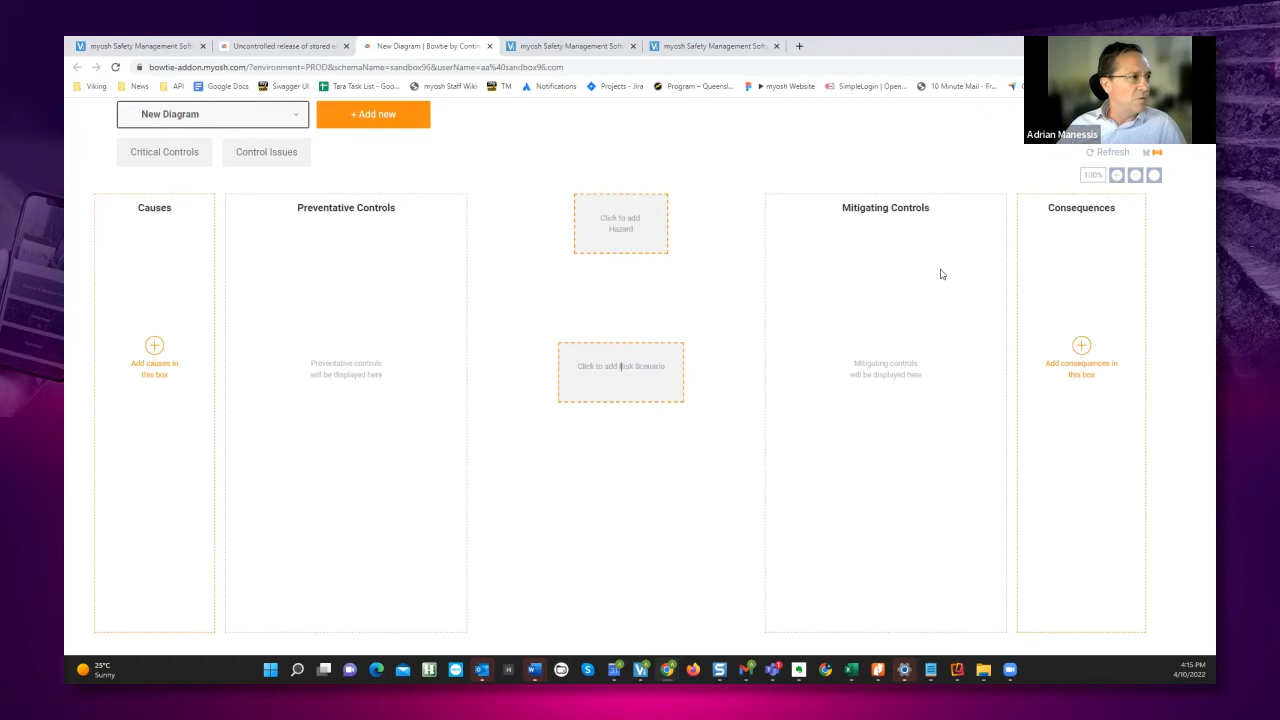 myosh Safety Management Soft
Uncontrolled release of stored e
New Diagram | Bowtie by Contin
myosh Safety Management Soft
myosh Safety Management Soft
bowtie-addon.myosh.com/?environment=PROD&schemaName=sandbox96&userName=aa%40sandbox96.com
Viking
News
API
Google Docs
Swagger UI
Tara Task List - Goo...
myosh Staff Wiki
TM
Notifications
Projects - Jira
Program – Queensl...
myosh Website
SimpleLogin | Open...
10 Minute Mail - Fr...
New Diagram
+ Add new
Adrian Manessis
Critical Controls
Control Issues
Refresh
100%
Causes
Preventative Controls
Click to add
Hazard
Mitigating Controls
Consequences
Add causes in
this box
Preventative controls
will be displayed here
Click to add Risk Scenario
Mitigating controls
will be displayed here
Add consequences in
this box
25°C
Sunny
4:15 PM
4/10/2022